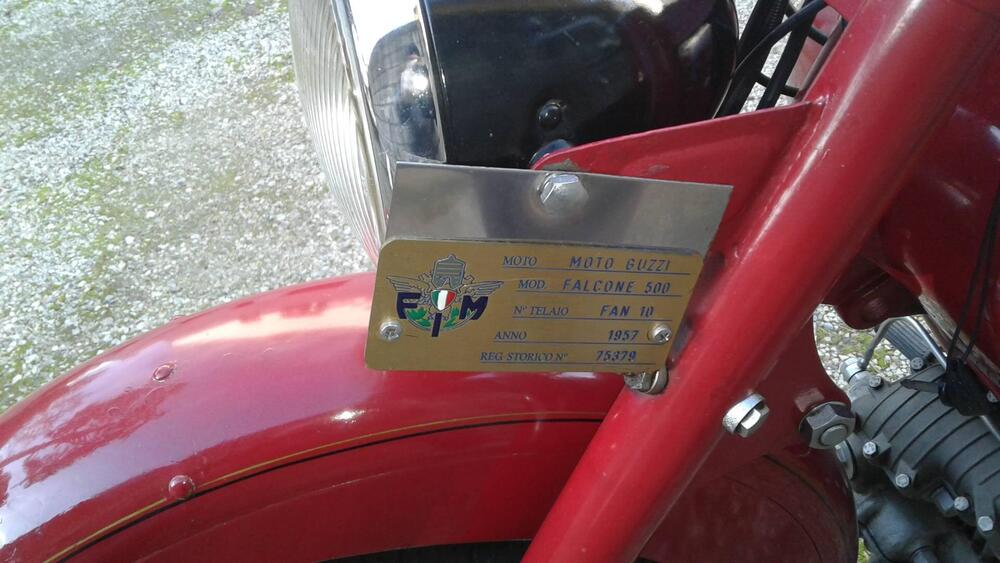 MOTO MOTO GUZZI
MOD. FALCONE 500
FIM
N° TELAIO FAN 10
ANNO 1957
REG. STORICO N° 75379